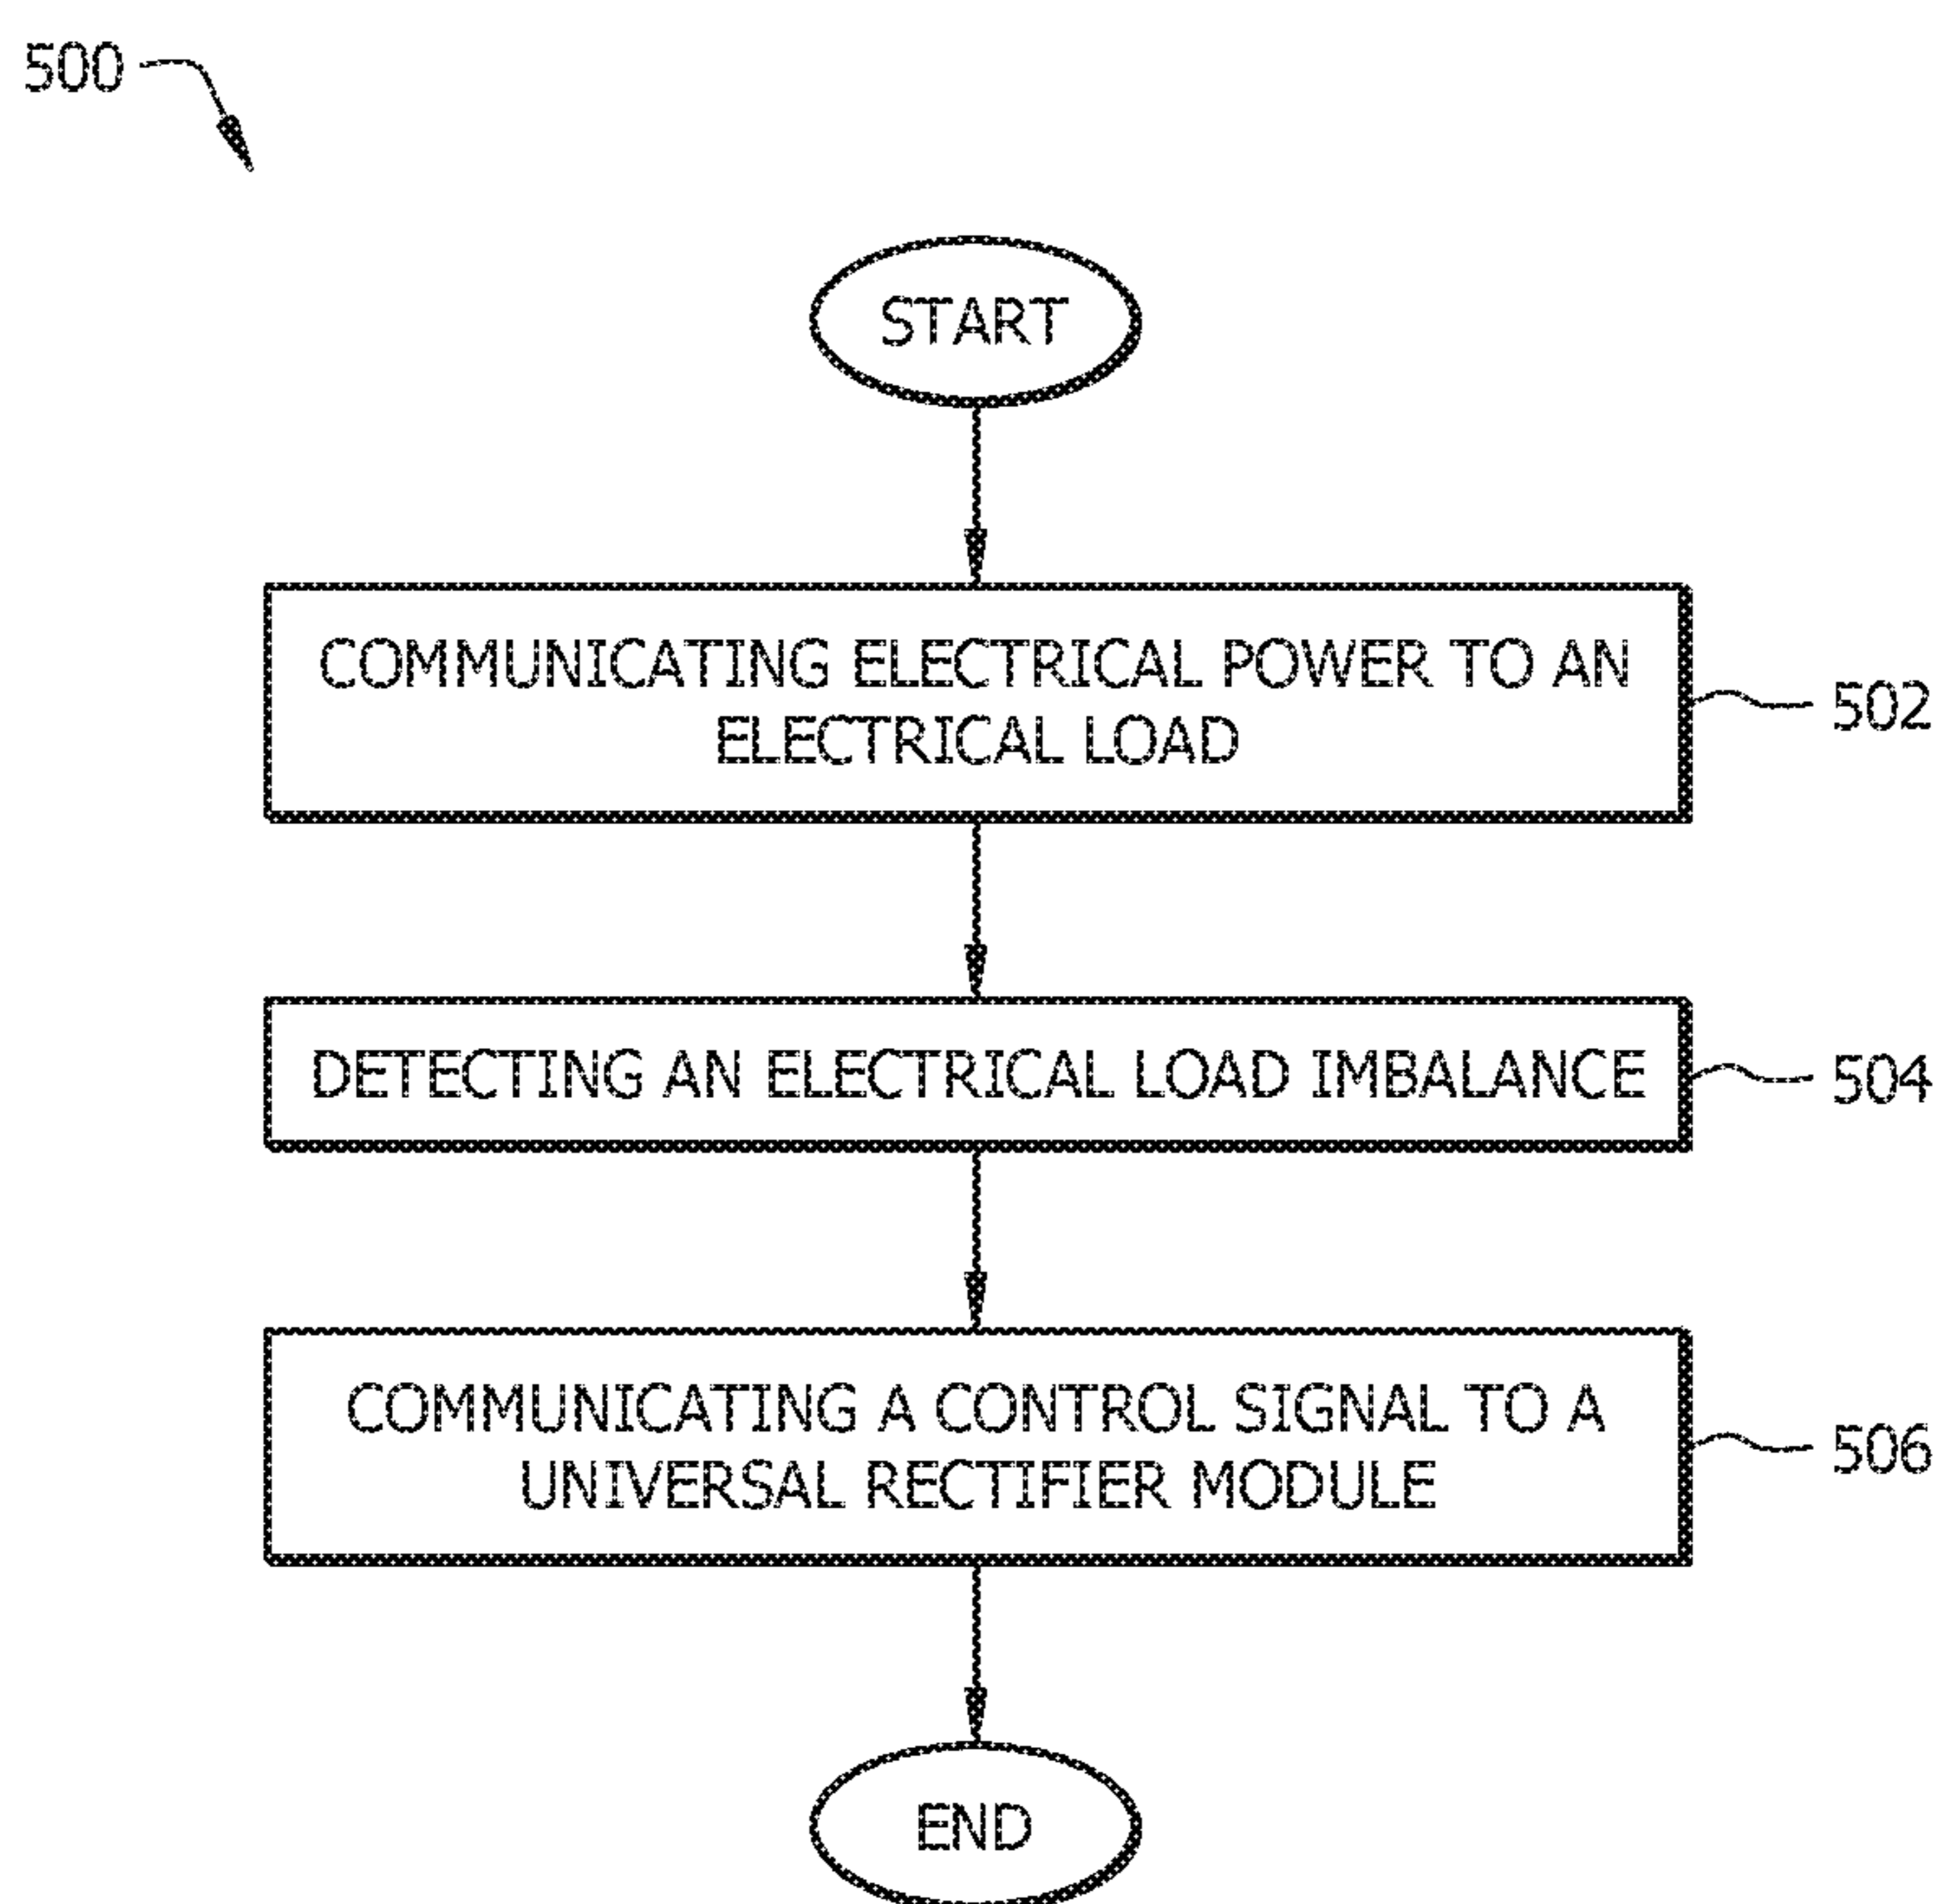 500
START
COMMUNICATING ELECTRICAL POWER TO AN
ELECTRICAL LOAD
502
DETECTING AN ELECTRICAL LOAD IMBALANCE
504
COMMUNICATING A CONTROL SIGNAL TO A
UNIVERSAL RECTIFIER MODULE
506
END